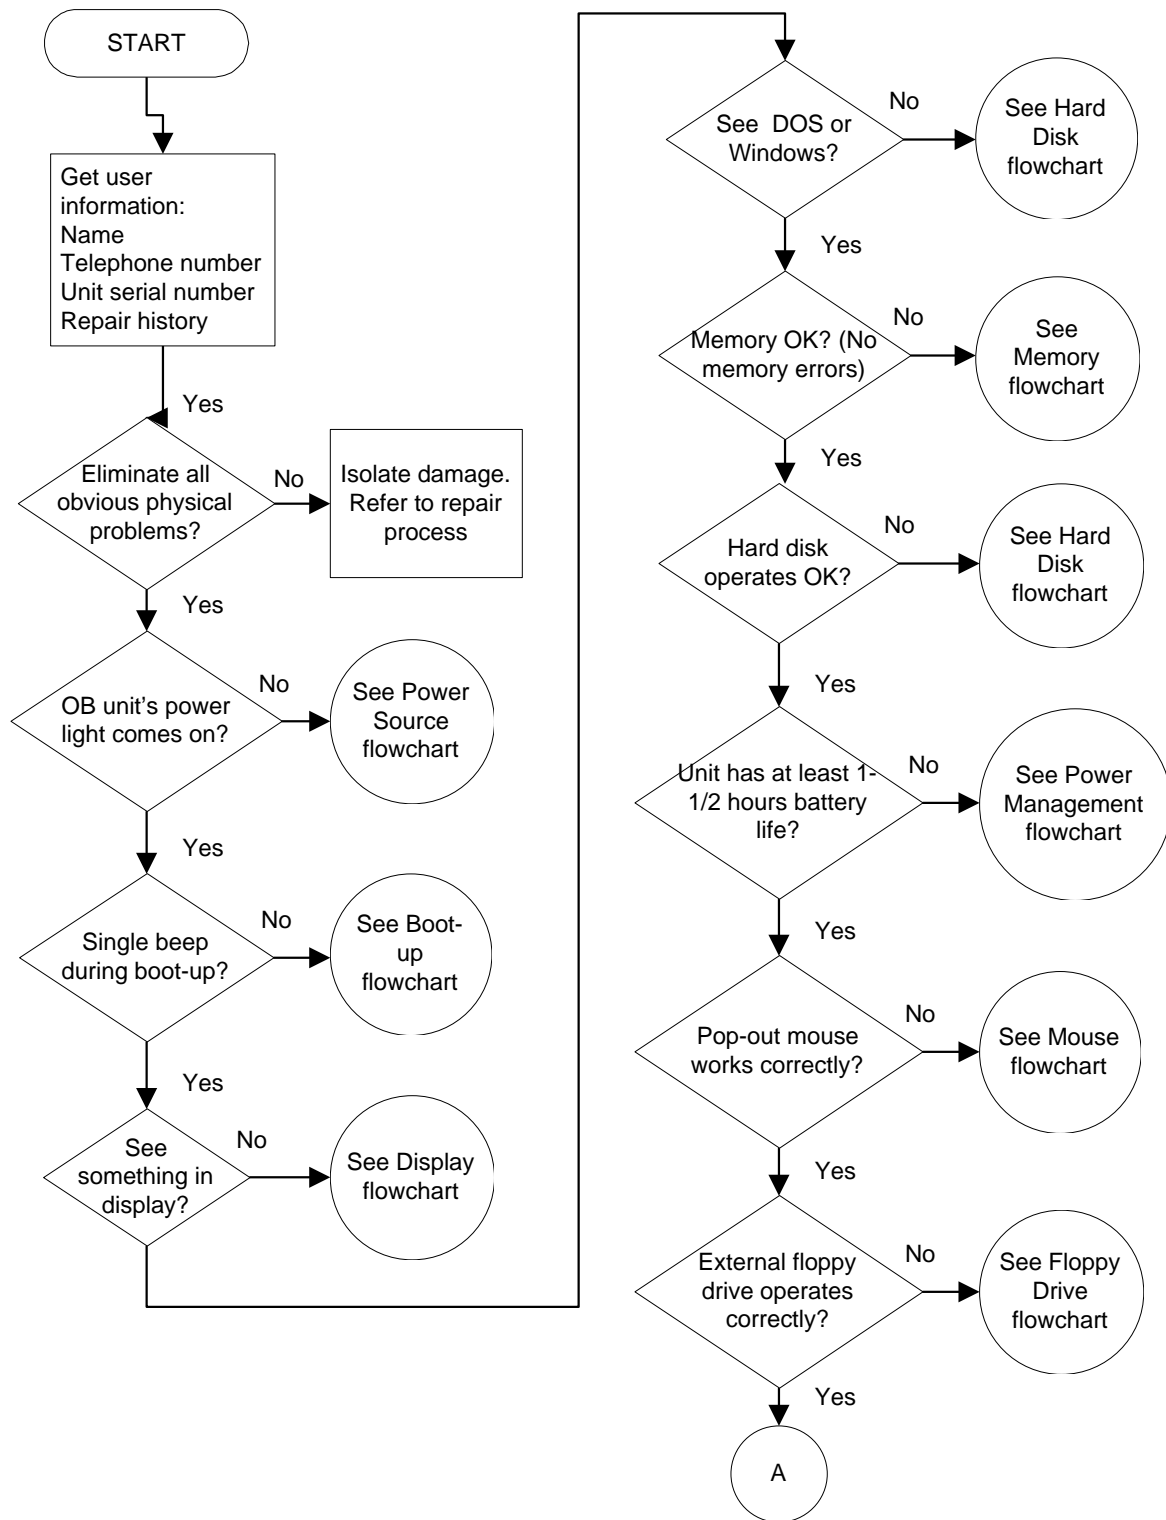 START
Get user
information:
Name
Telephone number
Unit serial number
Repair history
Yes
Eliminate all
obvious physical
problems?
No
Isolate damage.
Refer to repair
process
Yes
OB unit’s power
light comes on?
No
See Power
Source
flowchart
Yes
Single beep
during boot-up?
No
See Boot-
up
flowchart
Yes
See
something in
display?
No
See Display
flowchart
See  DOS or
Windows?
No
See Hard
Disk
flowchart
Yes
Memory OK? (No
memory errors)
No
See
Memory
flowchart
Yes
Hard disk
operates OK?
No
See Hard
Disk
flowchart
Yes
Unit has at least 1-
1/2 hours battery
life?
No
See Power
Management
flowchart
Yes
Pop-out mouse
works correctly?
No
See Mouse
flowchart
Yes
External floppy
drive operates
correctly?
No
See Floppy
Drive
flowchart
Yes
A